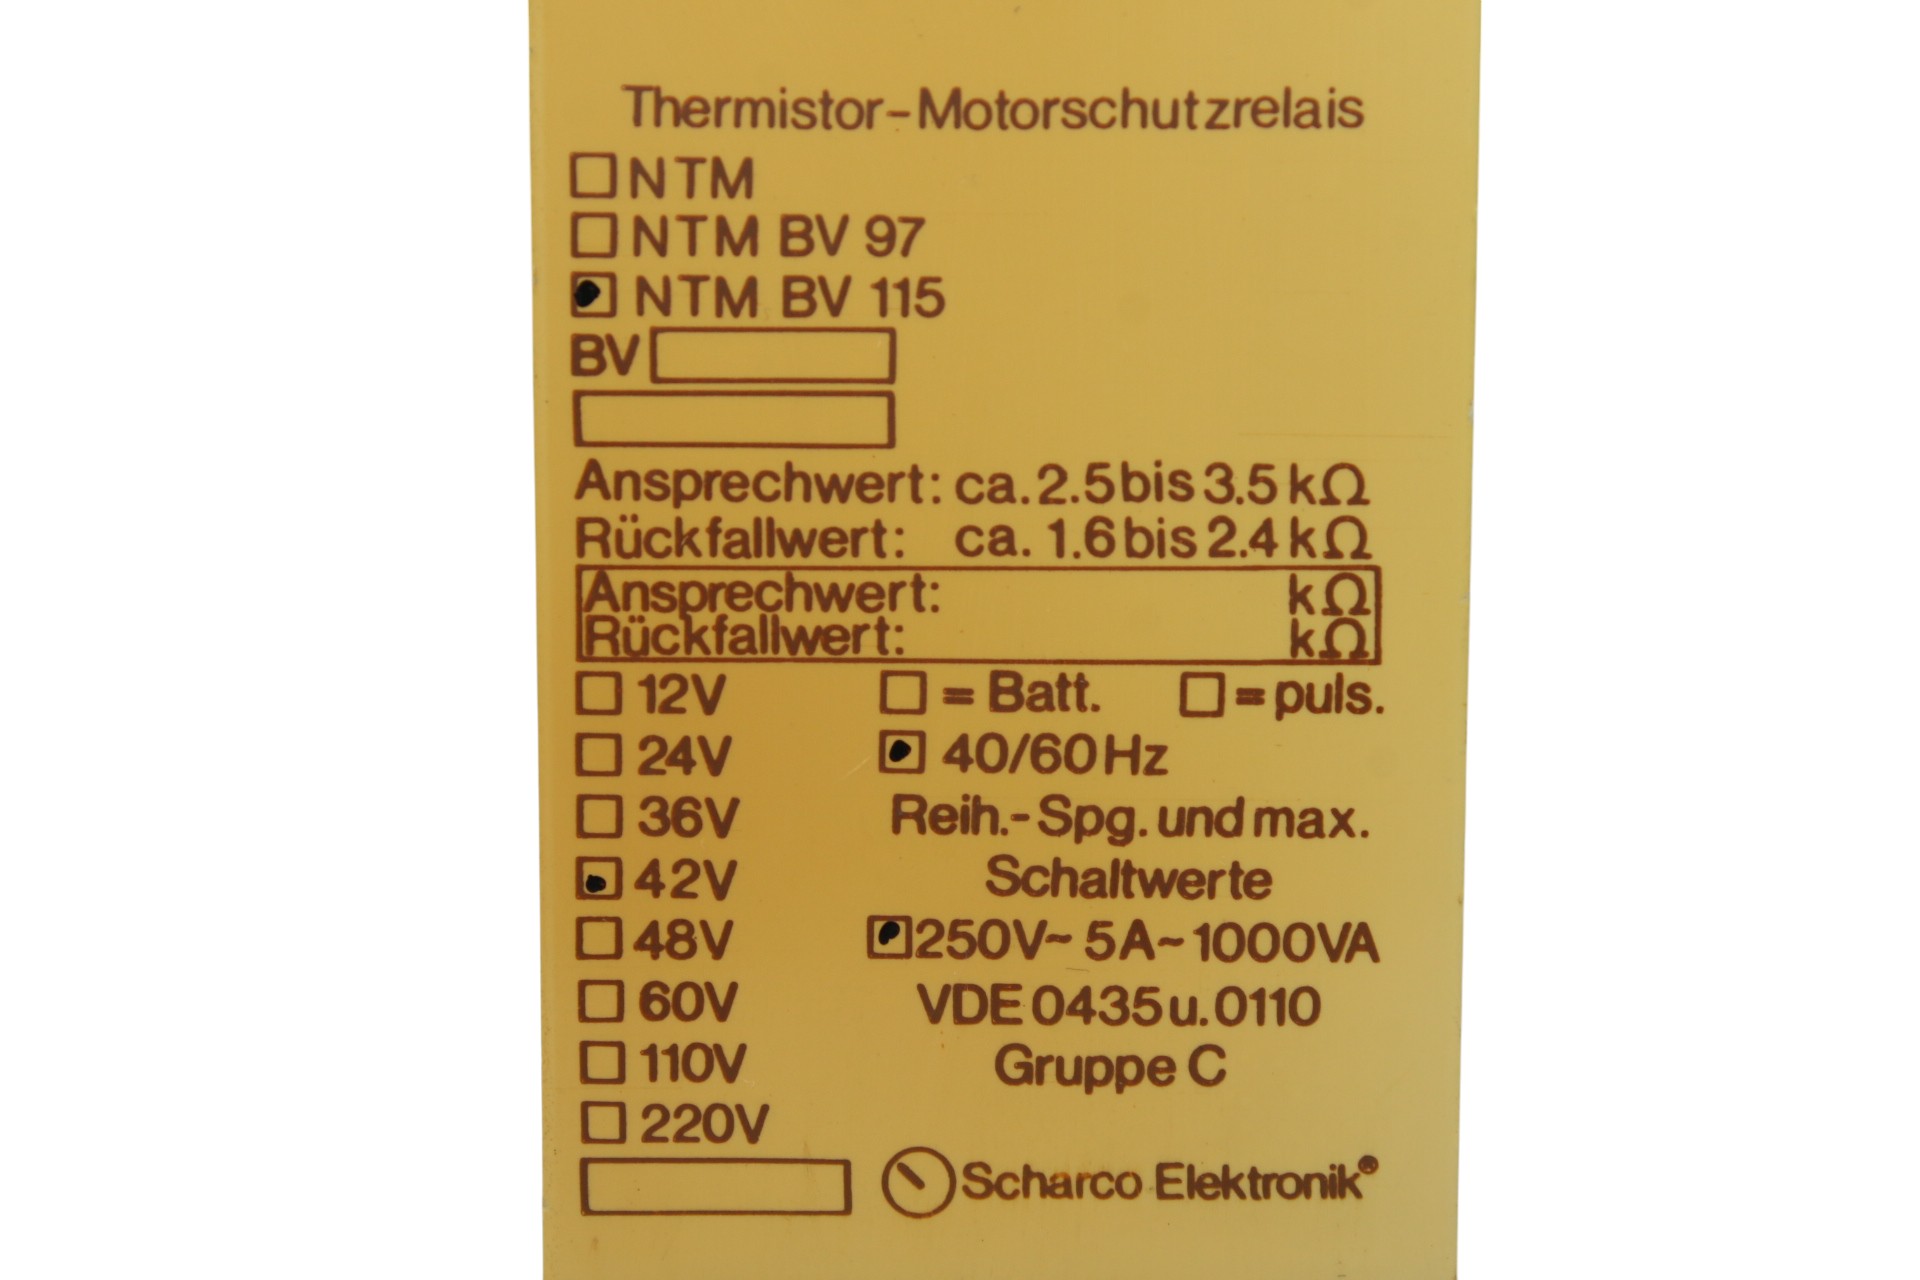 Thermistor-Motorschutzrelais
NTM
NTM BV 97
NTM BV 115
BV
Ansprechwert: ca. 2.5 bis 3.5 kΩ
Rückfallwert: ca. 1.6 bis 2.4 kΩ
Ansprechwert: kΩ
Rückfallwert: kΩ
12V = Batt. = puls.
24V 40/60Hz
36V Reih.-Spg. und max.
42V Schaltwerte
48V 250V~ 5A~ 1000VA
60V VDE 0435 u. 0110
110V Gruppe C
220V
Scharco Elektronik®